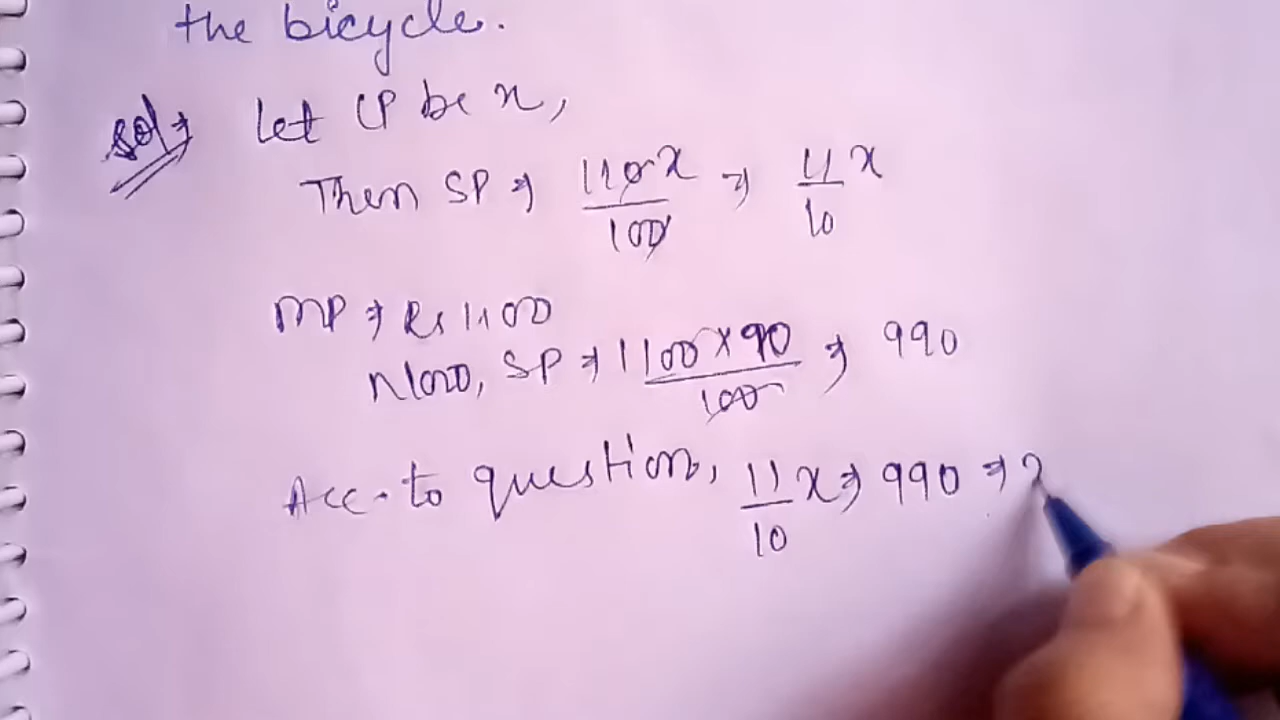 the bicycle.
Sol⇒ Let CP be x,
Then SP ⇒ 110x/100 ⇒ 11/10 x
MP ⇒ Rs 1100
Now, SP ⇒ 1100×90/100 ⇒ 990
Acc. to question, 11/10 x ⇒ 990 ⇒